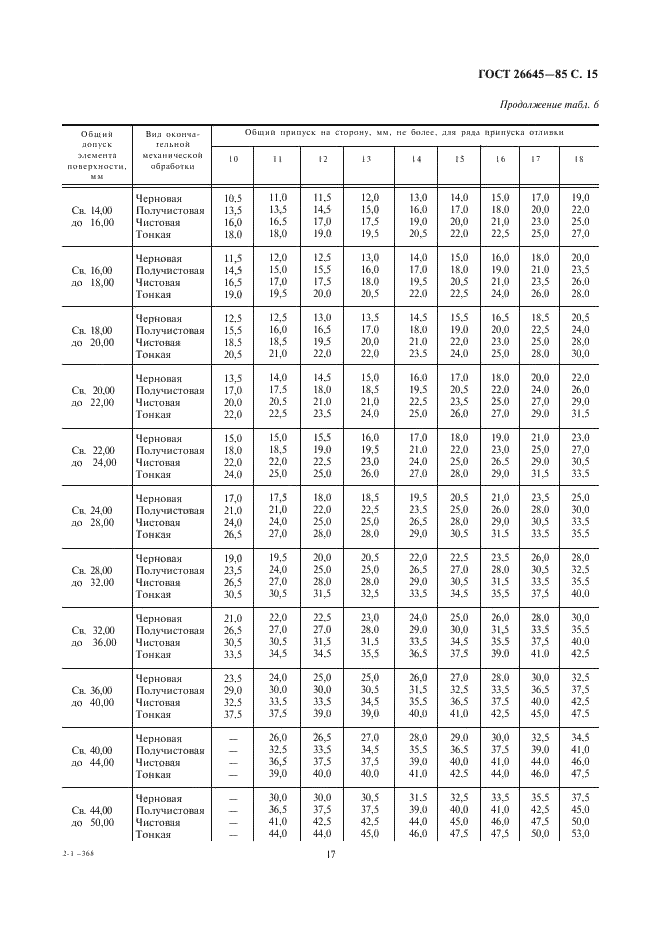 ГОСТ 26645—85 С. 15
Продолжение табл. 6
Общий допуск элемента поверхности, мм
Вид оконча-тельной механической обработки
Общий припуск на сторону, мм, не более, для ряда припуска отливки
10 11 12 13 14 15 16 17 18
Св. 14,00 до 16,00
Черновая 10,5 11,0 11,5 12,0 13,0 14,0 15,0 17,0 19,0
Получистовая 13,5 13,5 14,5 15,0 16,0 17,0 18,0 20,0 22,0
Чистовая 16,0 16,5 17,0 17,5 19,0 20,0 21,0 23,0 25,0
Тонкая 18,0 18,0 19,0 19,5 20,5 22,0 22,5 25,0 27,0
Св. 16,00 до 18,00
Черновая 11,5 12,0 12,5 13,0 14,0 15,0 16,0 18,0 20,0
Получистовая 14,5 15,0 15,5 16,0 17,0 18,0 19,0 21,0 23,5
Чистовая 16,5 17,0 17,5 18,0 19,5 20,5 21,0 23,5 26,0
Тонкая 19,0 19,5 20,0 20,5 22,0 22,5 24,0 26,0 28,0
Св. 18,00 до 20,00
Черновая 12,5 12,5 13,0 13,5 14,5 15,5 16,5 18,5 20,5
Получистовая 15,5 16,0 16,5 17,0 18,0 19,0 20,0 22,5 24,0
Чистовая 18,5 18,5 19,5 20,0 21,0 22,0 23,0 25,0 28,0
Тонкая 20,5 21,0 22,0 22,0 23,5 24,0 25,0 28,0 30,0
Св. 20,00 до 22,00
Черновая 13,5 14,0 14,5 15,0 16,0 17,0 18,0 20,0 22,0
Получистовая 17,0 17,5 18,0 18,5 19,5 20,5 22,0 24,0 26,0
Чистовая 20,0 20,5 21,0 21,0 22,5 23,5 25,0 27,0 29,0
Тонкая 22,0 22,5 23,5 24,0 25,0 26,0 27,0 29,0 31,5
Св. 22,00 до 24,00
Черновая 15,0 15,0 15,5 16,0 17,0 18,0 19,0 21,0 23,0
Получистовая 18,0 18,5 19,0 19,5 21,0 22,0 23,0 25,0 27,0
Чистовая 22,0 22,0 22,5 23,0 24,0 25,0 26,5 29,0 30,5
Тонкая 24,0 25,0 25,0 26,0 27,0 28,0 29,0 31,5 33,5
Св. 24,00 до 28,00
Черновая 17,0 17,5 18,0 18,5 19,5 20,5 21,0 23,5 25,0
Получистовая 21,0 21,0 22,0 22,5 23,5 25,0 26,0 28,0 30,0
Чистовая 24,0 24,0 25,0 25,0 26,5 28,0 29,0 30,5 33,5
Тонкая 26,5 27,0 28,0 28,0 29,0 30,5 31,5 33,5 35,5
Св. 28,00 до 32,00
Черновая 19,0 19,5 20,0 20,5 22,0 22,5 23,5 26,0 28,0
Получистовая 23,5 24,0 25,0 25,0 26,5 27,0 28,0 30,5 32,5
Чистовая 26,5 27,0 28,0 28,0 29,0 30,5 31,5 33,5 35,5
Тонкая 30,5 30,5 31,5 32,5 33,5 34,5 35,5 37,5 40,0
Св. 32,00 до 36,00
Черновая 21,0 22,0 22,5 23,0 24,0 25,0 26,0 28,0 30,0
Получистовая 26,5 27,0 27,0 28,0 29,0 30,0 31,5 33,5 35,5
Чистовая 30,5 30,5 31,5 31,5 33,5 34,5 35,5 37,5 40,0
Тонкая 33,5 34,5 34,5 35,5 36,5 37,5 39,0 41,0 42,5
Св. 36,00 до 40,00
Черновая 23,5 24,0 25,0 25,0 26,0 27,0 28,0 30,0 32,5
Получистовая 29,0 30,0 30,0 30,5 31,5 32,5 33,5 36,5 37,5
Чистовая 32,5 33,5 33,5 34,5 35,5 36,5 37,5 40,0 42,5
Тонкая 37,5 37,5 39,0 39,0 40,0 41,0 42,5 45,0 47,5
Св. 40,00 до 44,00
Черновая — 26,0 26,5 27,0 28,0 29,0 30,0 32,5 34,5
Получистовая — 32,5 33,5 34,5 35,5 36,5 37,5 39,0 41,0
Чистовая — 36,5 37,5 37,5 39,0 40,0 41,0 44,0 46,0
Тонкая — 39,0 40,0 40,0 41,0 42,5 44,0 46,0 47,5
Св. 44,00 до 50,00
Черновая — 30,0 30,0 30,5 31,5 32,5 33,5 35,5 37,5
Получистовая — 36,5 37,5 37,5 39,0 40,0 41,0 42,5 45,0
Чистовая — 41,0 42,5 42,5 44,0 45,0 46,0 47,5 50,0
Тонкая — 44,0 44,0 45,0 46,0 47,5 47,5 50,0 53,0
2-1 –366
17